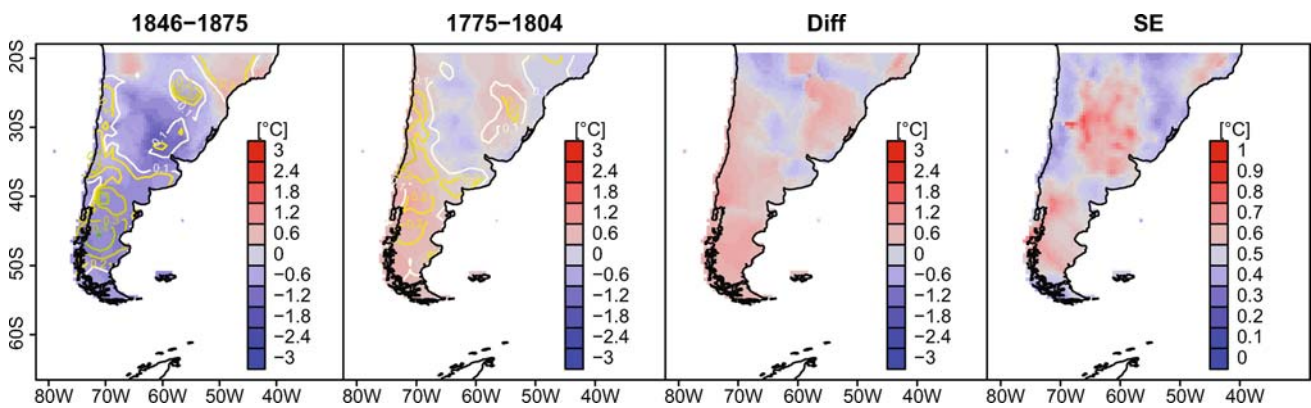 1846−1875 1775−1804 Diff SE
20S
30S
40S
50S
60S
[°C] [°C] [°C] [°C]
3 3 3 1
2.4 2.4 2.4 0.9
1.8 1.8 1.8 0.8
1.2 1.2 1.2 0.7
0.6 0.6 0.6 0.6
0 0 0 0.5
−0.6 −0.6 −0.6 0.4
−1.2 −1.2 −1.2 0.3
−1.8 −1.8 −1.8 0.2
−2.4 −2.4 −2.4 0.1
−3 −3 −3 0
80W 70W 60W 50W 40W 80W 70W 60W 50W 40W 80W 70W 60W 50W 40W 80W 70W 60W 50W 40W